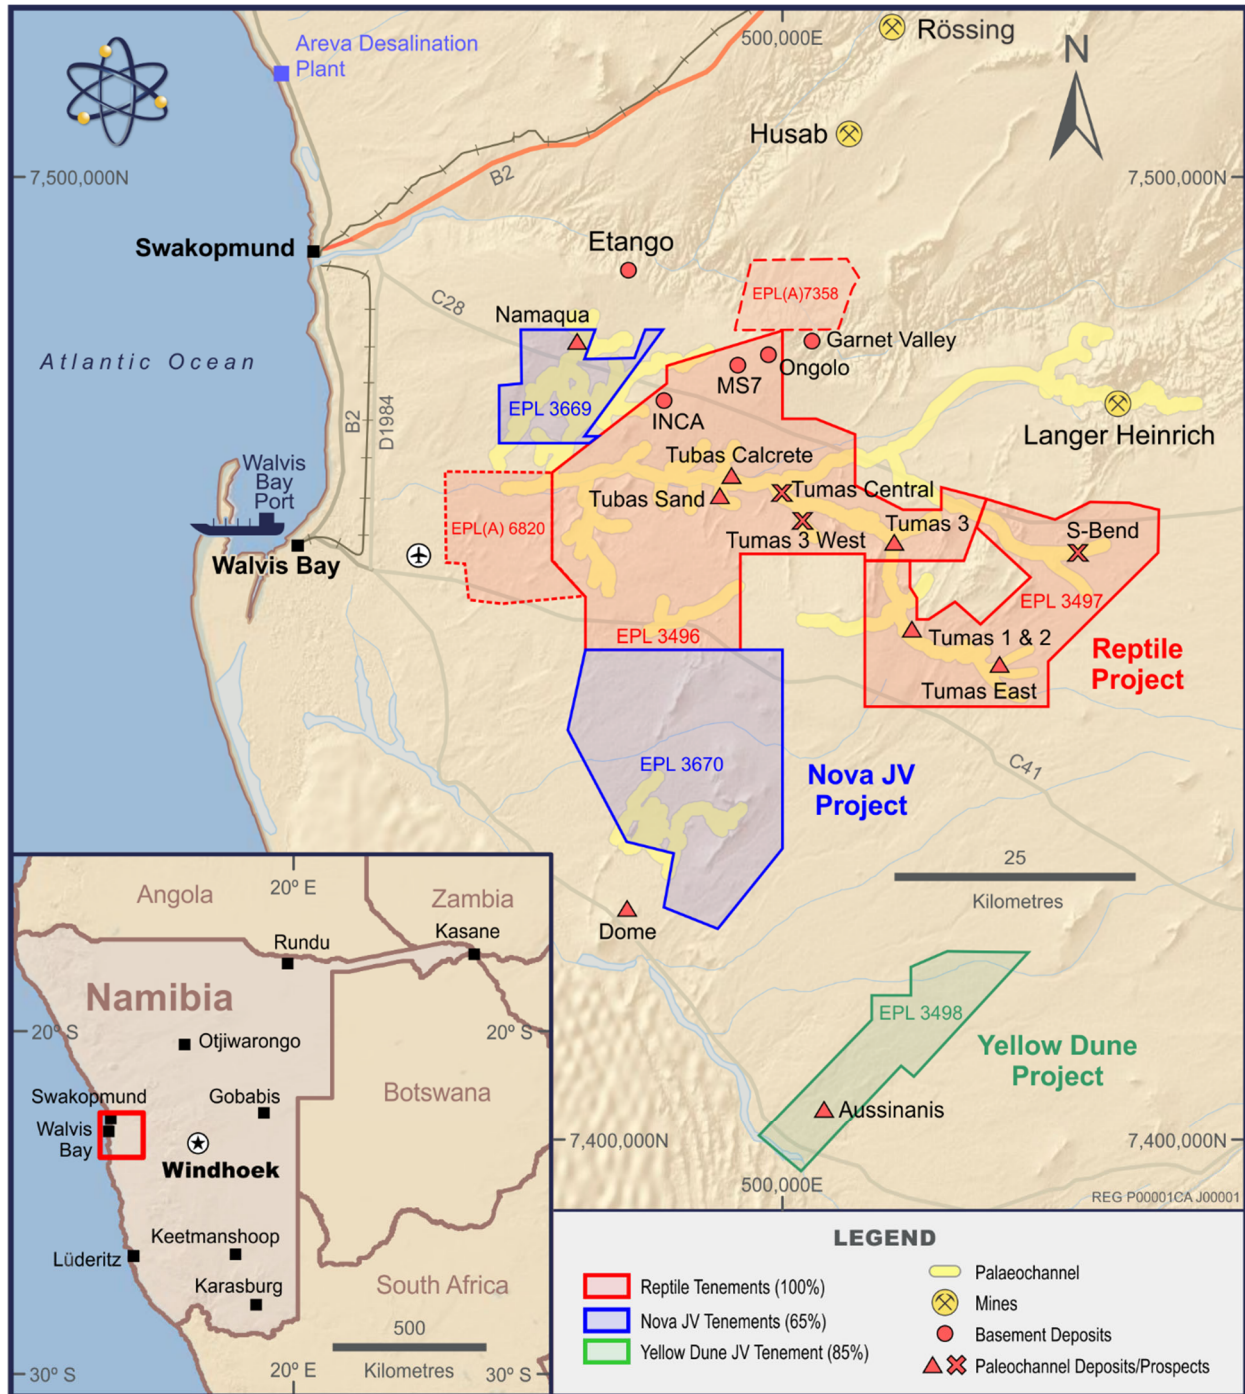 Areva Desalination
Plant
500,000E
Rössing
N
Husab
7,500,000N
7,500,000N
B2
Swakopmund
Etango
EPL(A)7358
C28
Namaqua
Atlantic Ocean
Garnet Valley
Ongolo
MS7
EPL 3669
INCA
B2
D1984
Langer Heinrich
Walvis
Bay
Port
Tubas Calcrete
Tubas Sand
Tumas Central
EPL(A) 6820
Tumas 3
S-Bend
Tumas 3 West
Walvis Bay
EPL 3497
EPL 3496
Tumas 1 & 2
Reptile
Project
Tumas East
EPL 3670
Nova JV
Project
C41
25
Kilometres
Dome
EPL 3498
Yellow Dune
Project
Aussinanis
7,400,000N
7,400,000N
500,000E
REG P00001CA J00001
Angola
20° E
Zambia
Rundu
Kasane
Namibia
20° S
20° S
Otjiwarongo
Swakopmund
Gobabis
Botswana
Walvis
Bay
Windhoek
Keetmanshoop
Lüderitz
Karasburg
South Africa
500
Kilometres
30° S
20° E
30° S
LEGEND
Reptile Tenements (100%)
Nova JV Tenements (65%)
Yellow Dune JV Tenement (85%)
Palaeochannel
Mines
Basement Deposits
Paleochannel Deposits/Prospects